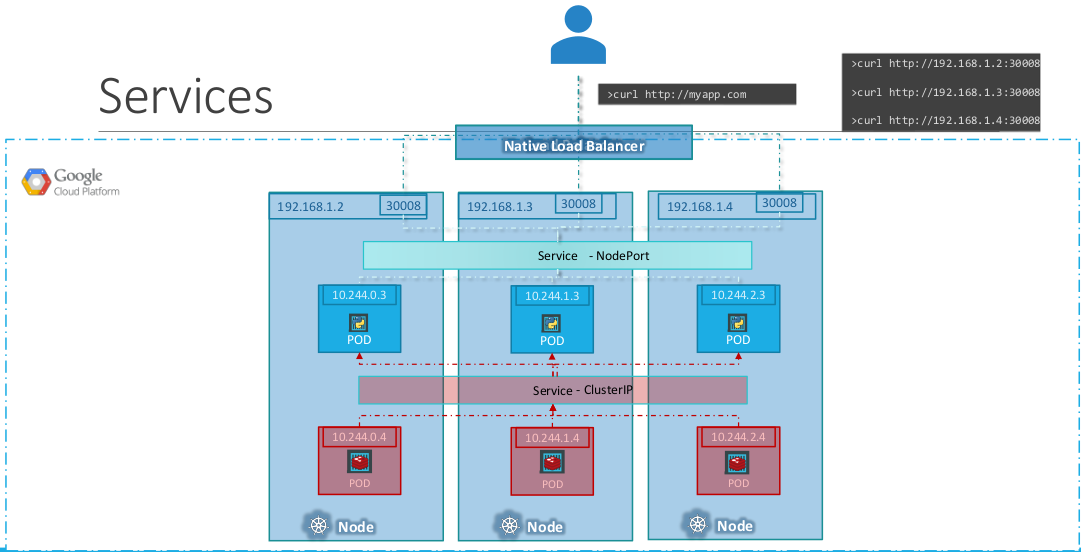 Services
>curl http://myapp.com
>curl http://192.168.1.2:30008
>curl http://192.168.1.3:30008
>curl http://192.168.1.4:30008
Native Load Balancer
Google
Cloud Platform
192.168.1.2
30008
192.168.1.3
30008
192.168.1.4
30008
Service - NodePort
10.244.0.3
POD
10.244.1.3
POD
10.244.2.3
POD
Service - ClusterIP
10.244.0.4
POD
10.244.1.4
POD
10.244.2.4
POD
Node
Node
Node